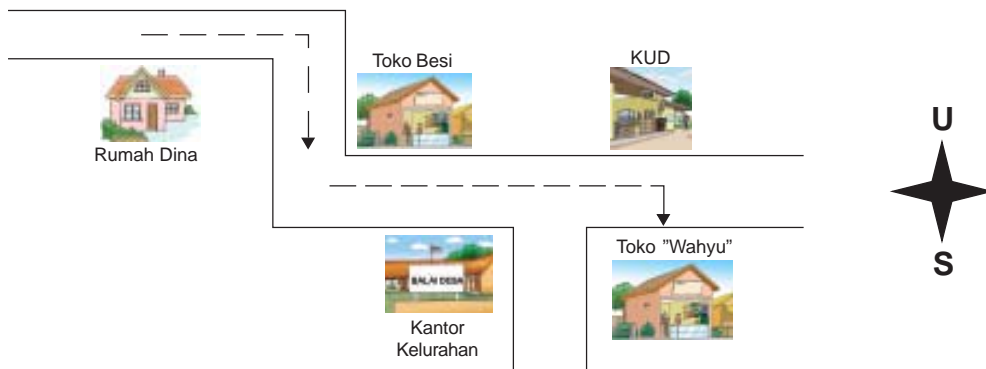 Toko Besi
KUD
Rumah Dina
U
S
Toko ”Wahyu”
BALAI DESA
Kantor
Kelurahan